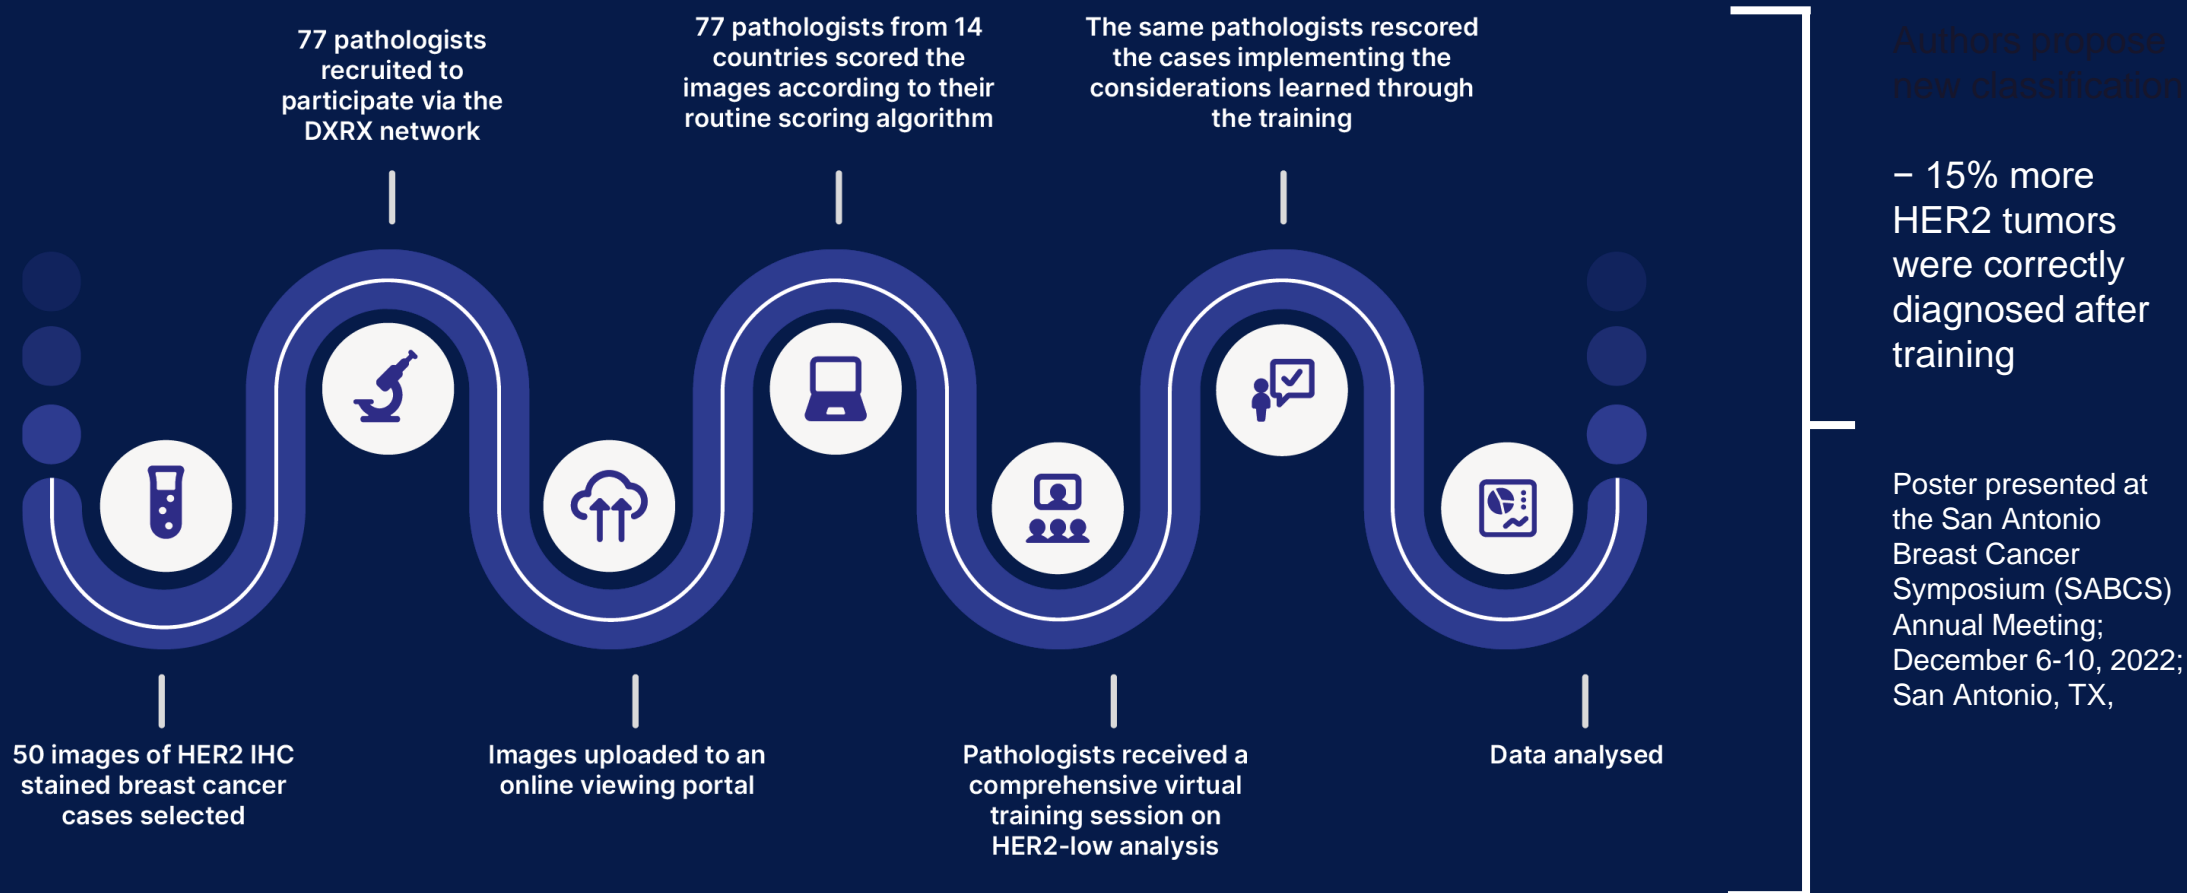 50 images of HER2 IHC
stained breast cancer
cases selected
77 pathologists
recruited to
participate via the
DXRX network
Images uploaded to an
online viewing portal
77 pathologists from 14
countries scored the
images according to their
routine scoring algorithm
Pathologists received a
comprehensive virtual
training session on
HER2-low analysis
The same pathologists rescored
the cases implementing the
considerations learned through
the training
Data analysed
Authors propose
new classification
− 15% more
HER2 tumors
were correctly
diagnosed after
training
Poster presented at
the San Antonio
Breast Cancer
Symposium (SABCS)
Annual Meeting;
December 6-10, 2022;
San Antonio, TX,